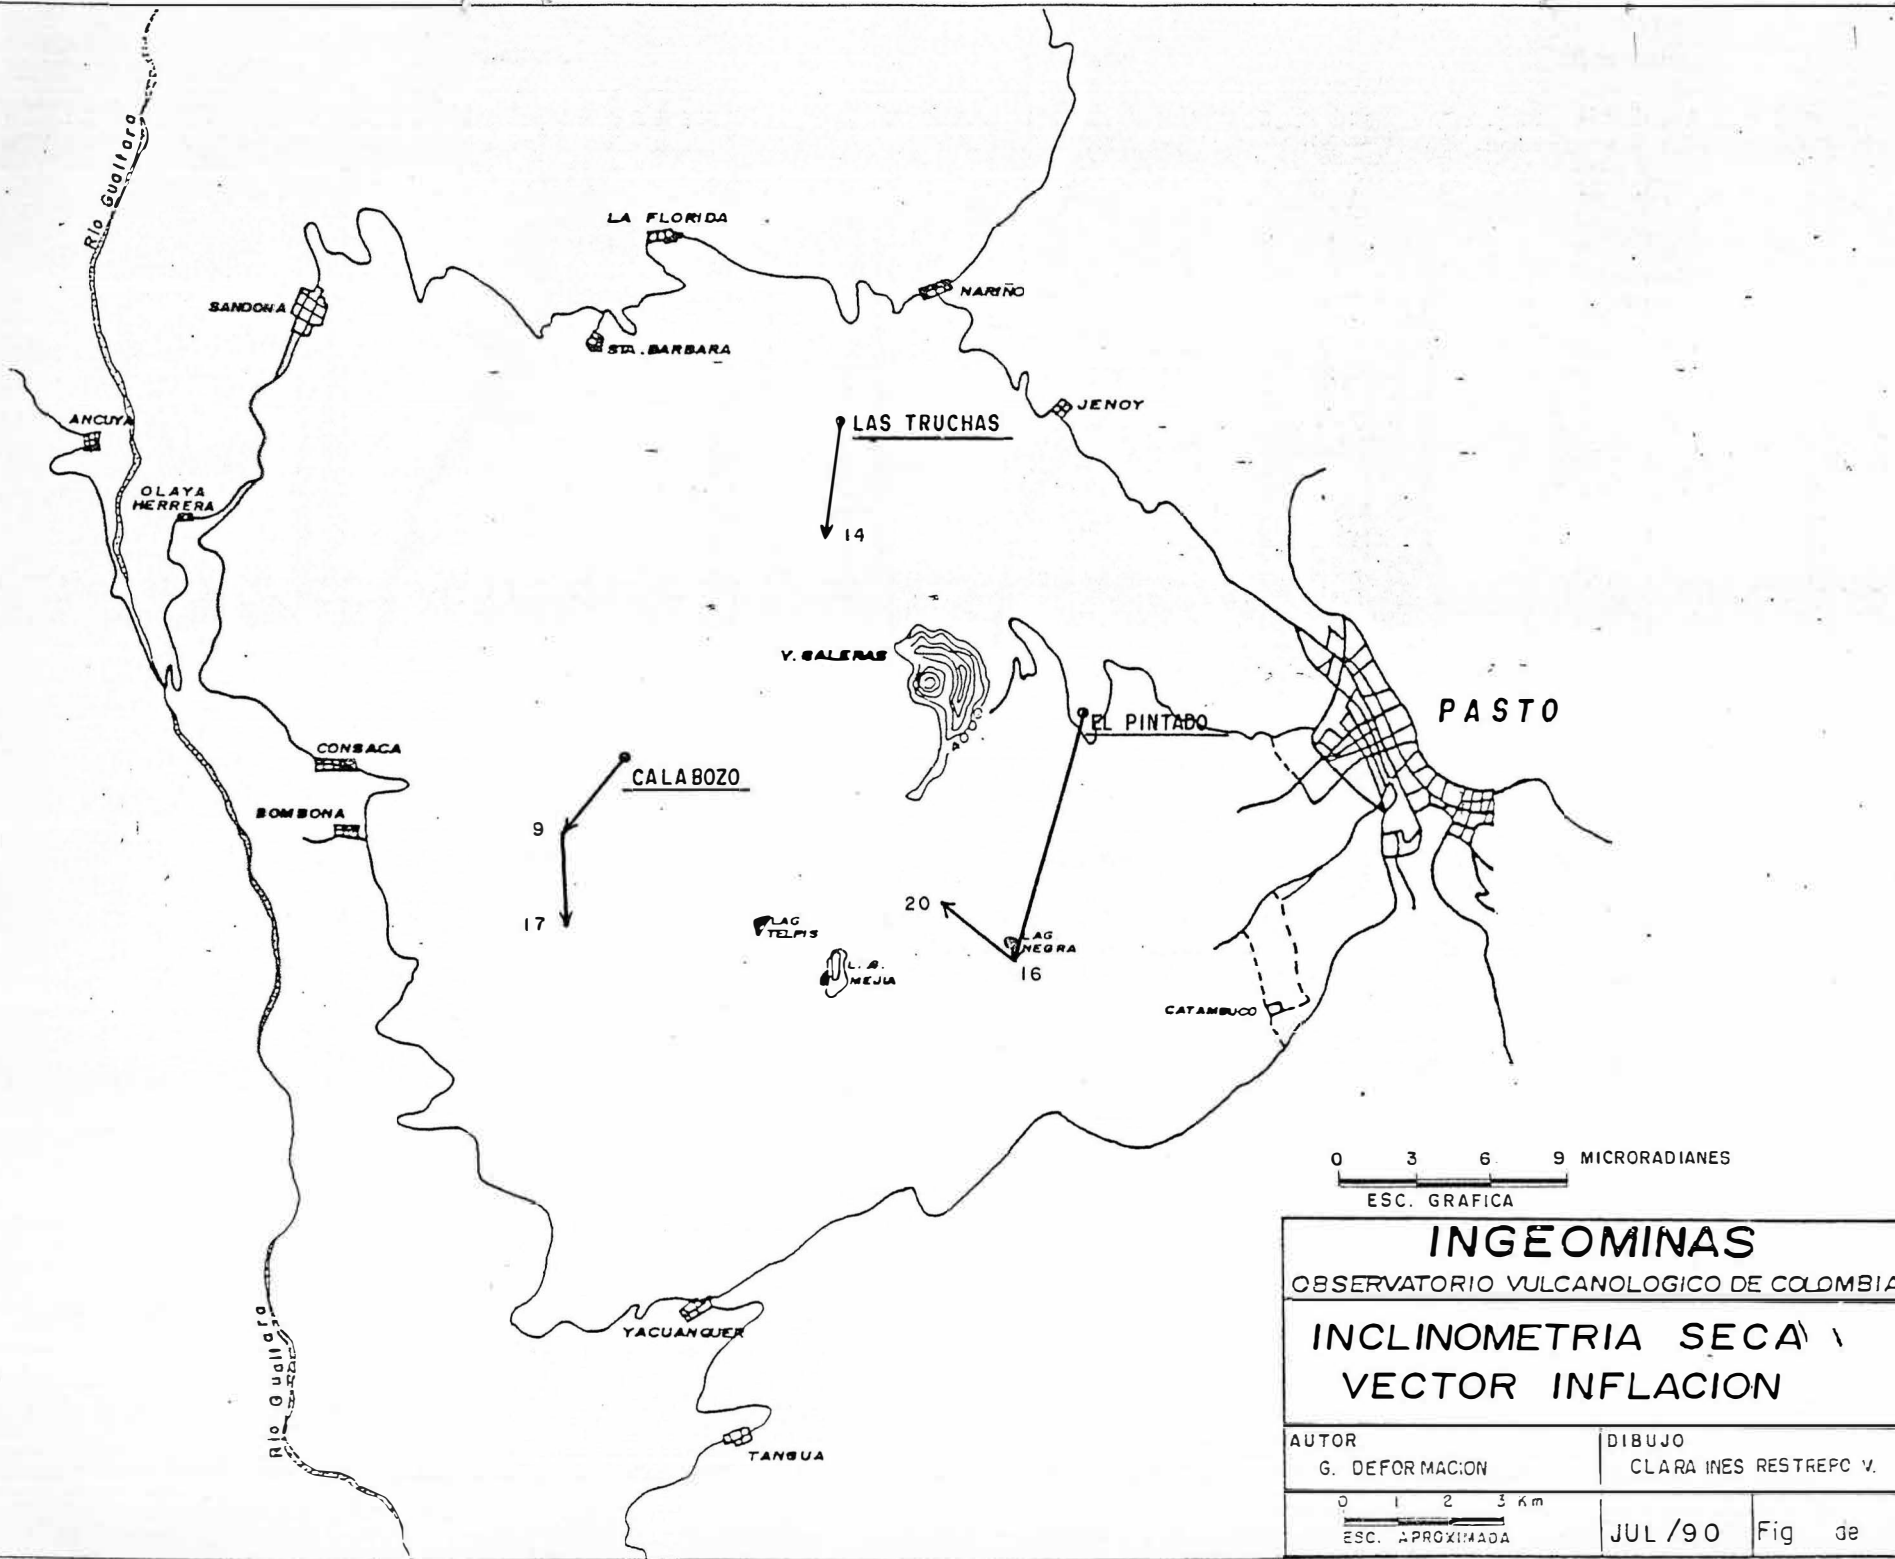 Rio Guaitara
LA FLORIDA
SANDONA
NARIÑO
STA. BARBARA
ANCUYA
JENOY
LAS TRUCHAS
OLAYA
HERRERA
14
V. GALERAS
PASTO
EL PINTADO
CONSACA
CALABOZO
BOMBONA
9
17
20
LAG
TELPIS
LAG
NEGRA
16
MEJIA
CATAMBUCO
0 3 6 9 MICRORADIANES
ESC. GRAFICA
INGEOMINAS
OBSERVATORIO VULCANOLOGICO DE COLOMBIA
Rio Guaitara
YACUANQUER
INCLINOMETRIA SECA
VECTOR INFLACION
TANGUA
AUTOR
G. DEFORMACION
DIBUJO
CLARA INES RESTREPO V.
0 1 2 3 Km
ESC. APROXIMADA
JUL/90
Fig de